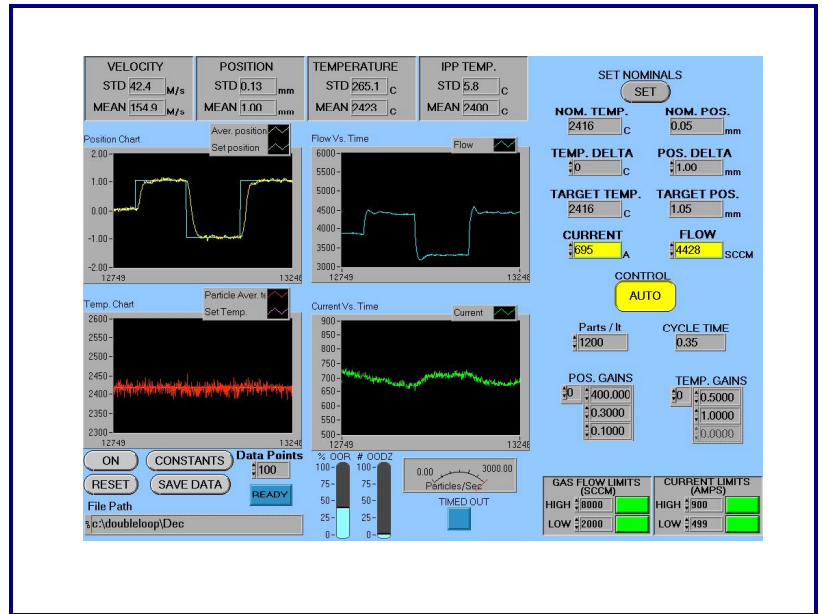 VELOCITY
STD 42.4 M/s
MEAN 154.9 M/s
POSITION
STD 0.13 mm
MEAN 1.00 mm
TEMPERATURE
STD 265.1 C
MEAN 2423 C
IPP TEMP.
STD 5.8 C
MEAN 2400 C
SET NOMINALS
SET
NOM. TEMP. NOM. POS.
2416 C 0.05 mm
TEMP. DELTA POS. DELTA
0 C 1.00 mm
TARGET TEMP. TARGET POS.
2416 C 1.05 mm
CURRENT FLOW
695 A 4428 SCCM
CONTROL
AUTO
Parts / It CYCLE TIME
1200 0.35
POS. GAINS TEMP. GAINS
0 400.000 0 0.5000
0.3000 1.0000
0.1000 0.0000
Position Chart
Aver. position
Set position
2.00
1.00
0.00
-1.00
-2.00
12749 13248
Flow Vs. Time
Flow
6000
5500
5000
4500
4000
3500
3000
12749 13248
Temp. Chart
Particle Aver. te
Set Temp.
2600
2550
2500
2450
2400
2350
2300
12749 13248
Current Vs. Time
Current
900
850
800
750
700
650
600
550
500
12749 13248
ON CONSTANTS Data Points
100
RESET SAVE DATA READY
File Path
c:\doubleloop\Dec
% OOR # OODZ
100 100
75 75
50 50
25 25
0 0
0.00 3000.00
Particles/Sec
TIMED OUT
GAS FLOW LIMITS
(SCCM)
HIGH 8000
LOW 2000
CURRENT LIMITS
(AMPS)
HIGH 900
LOW 499